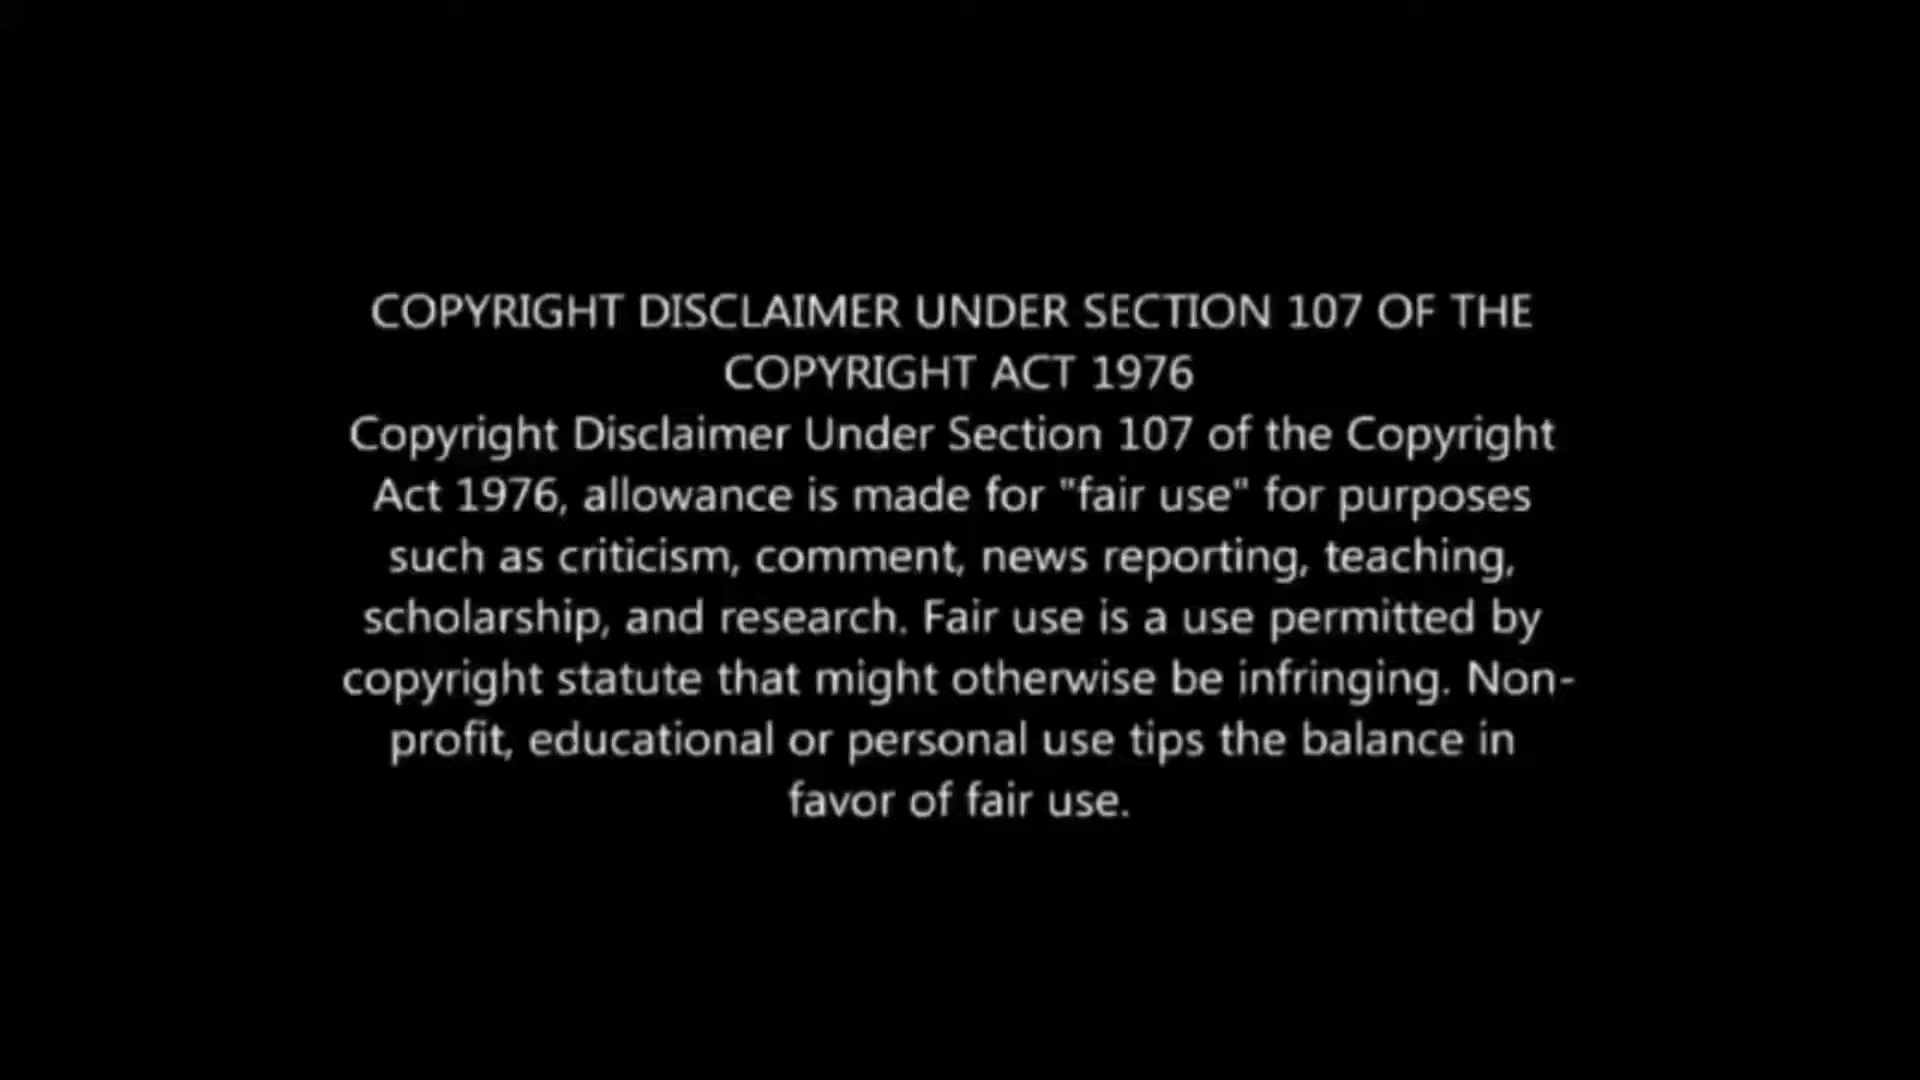 COPYRIGHT DISCLAIMER UNDER SECTION 107 OF THE
COPYRIGHT ACT 1976
Copyright Disclaimer Under Section 107 of the Copyright
Act 1976, allowance is made for "fair use" for purposes
such as criticism, comment, news reporting, teaching,
scholarship, and research. Fair use is a use permitted by
copyright statute that might otherwise be infringing. Non-
profit, educational or personal use tips the balance in
favor of fair use.